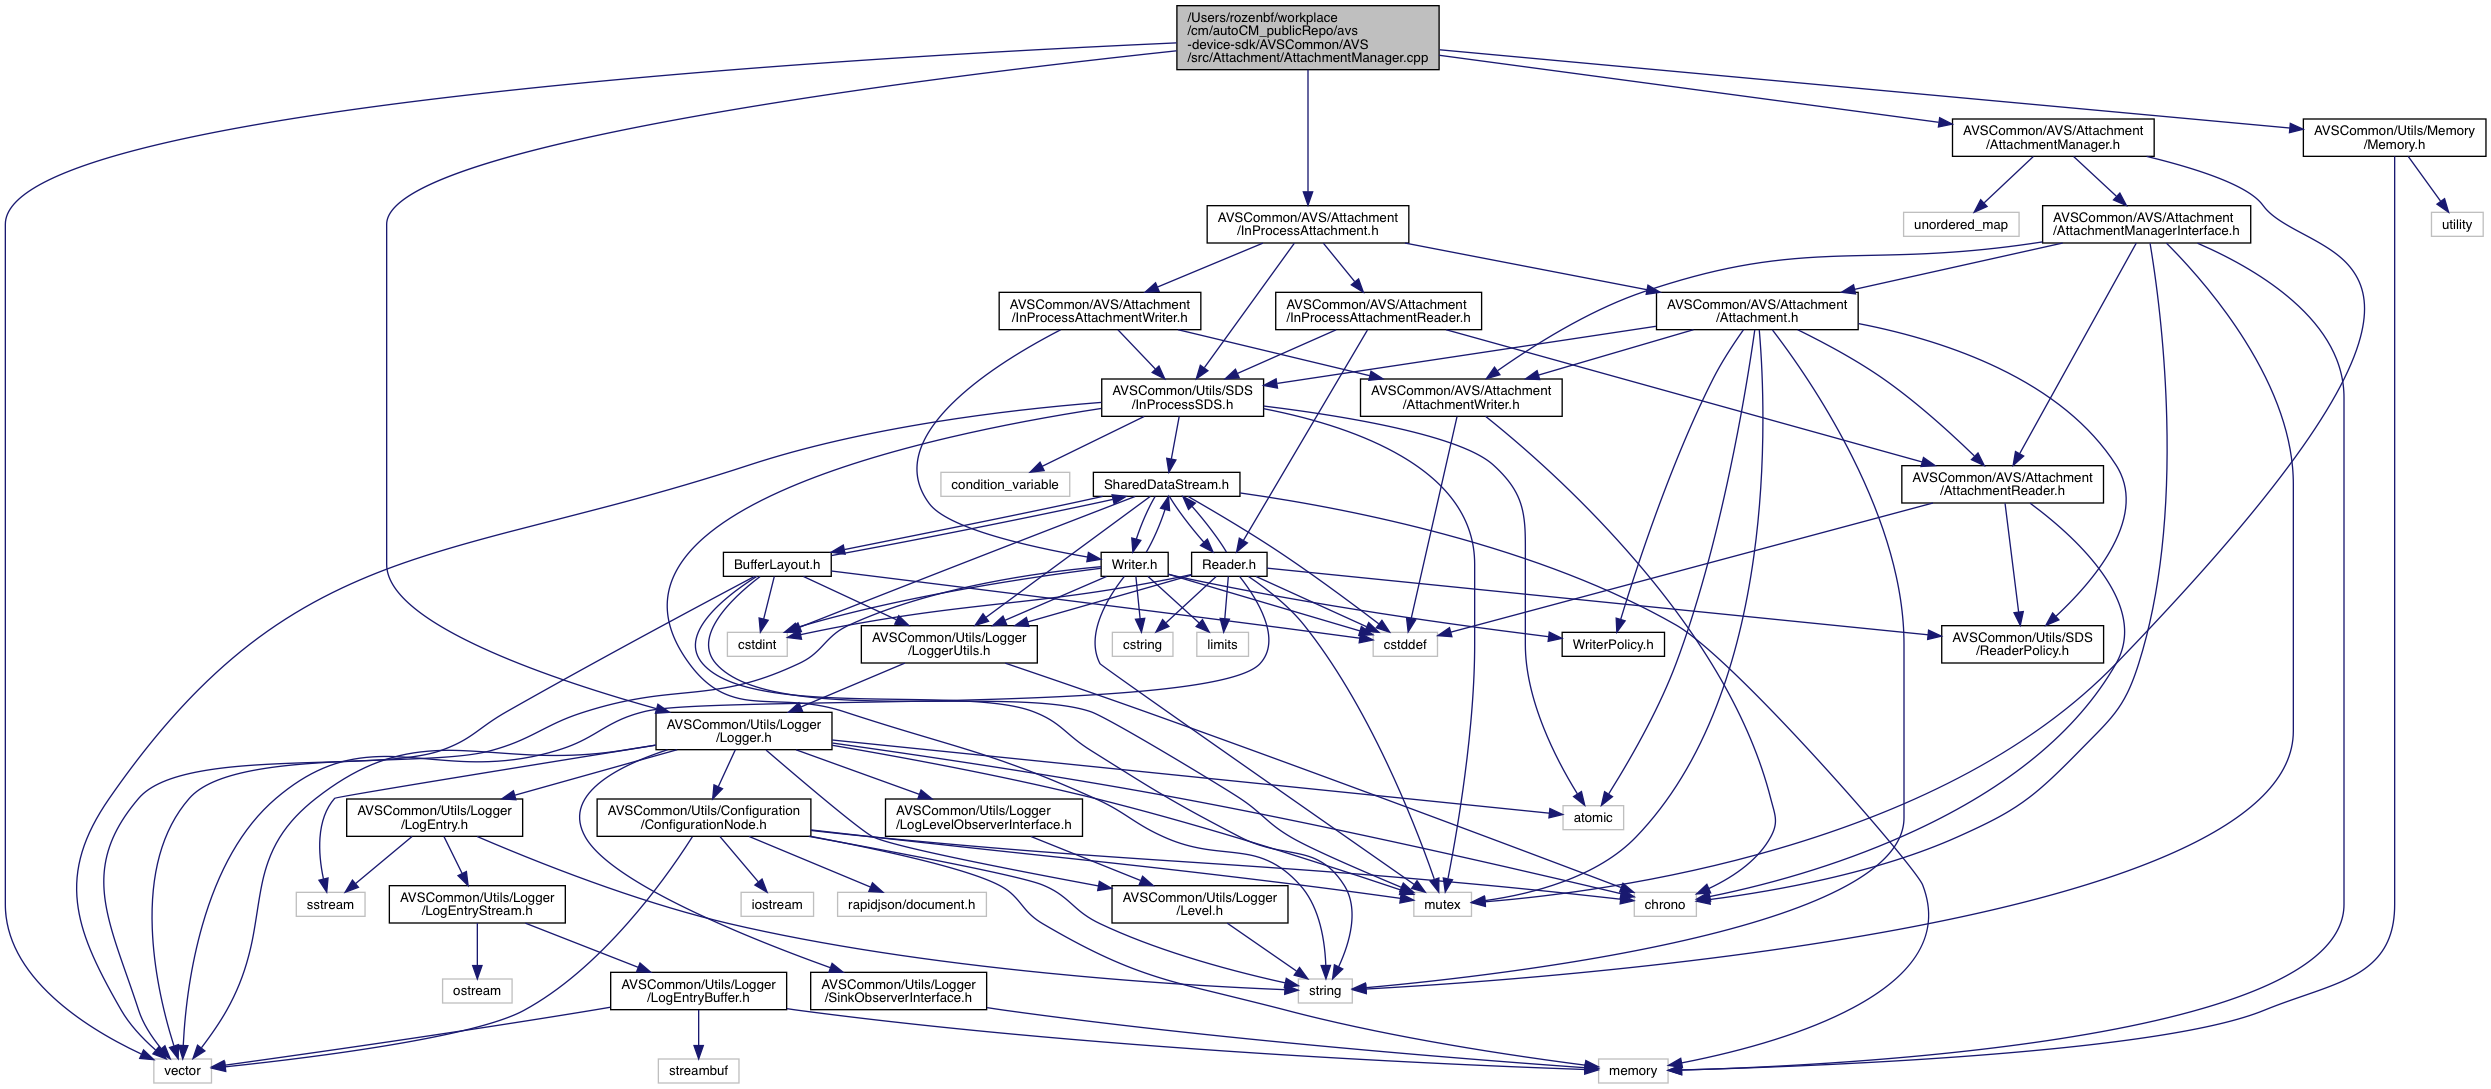 /Users/rozenbf/workplace
/cm/autoCM_publicRepo/avs
-device-sdk/AVSCommon/AVS
/src/Attachment/AttachmentManager.cpp
AVSCommon/AVS/Attachment
/AttachmentManager.h
AVSCommon/Utils/Memory
/Memory.h
AVSCommon/AVS/Attachment
/InProcessAttachment.h
unordered_map
AVSCommon/AVS/Attachment
/AttachmentManagerInterface.h
utility
AVSCommon/AVS/Attachment
/InProcessAttachmentWriter.h
AVSCommon/AVS/Attachment
/InProcessAttachmentReader.h
AVSCommon/AVS/Attachment
/Attachment.h
AVSCommon/Utils/SDS
/InProcessSDS.h
AVSCommon/AVS/Attachment
/AttachmentWriter.h
condition_variable
SharedDataStream.h
AVSCommon/AVS/Attachment
/AttachmentReader.h
BufferLayout.h
Writer.h
Reader.h
cstdint
AVSCommon/Utils/Logger
/LoggerUtils.h
cstring
limits
cstddef
WriterPolicy.h
AVSCommon/Utils/SDS
/ReaderPolicy.h
AVSCommon/Utils/Logger
/Logger.h
AVSCommon/Utils/Logger
/LogEntry.h
AVSCommon/Utils/Configuration
/ConfigurationNode.h
AVSCommon/Utils/Logger
/LogLevelObserverInterface.h
atomic
sstream
AVSCommon/Utils/Logger
/LogEntryStream.h
iostream
rapidjson/document.h
AVSCommon/Utils/Logger
/Level.h
mutex
chrono
ostream
AVSCommon/Utils/Logger
/LogEntryBuffer.h
AVSCommon/Utils/Logger
/SinkObserverInterface.h
string
vector
streambuf
memory